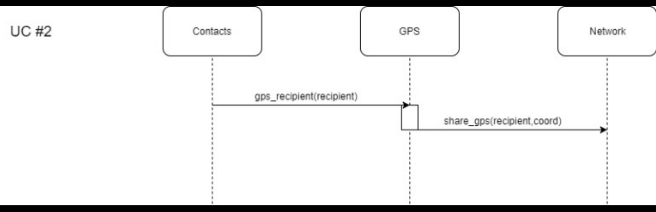 UC #2
Contacts
GPS
Network
gps_recipient(recipient)
share_gps(recipient,coord)